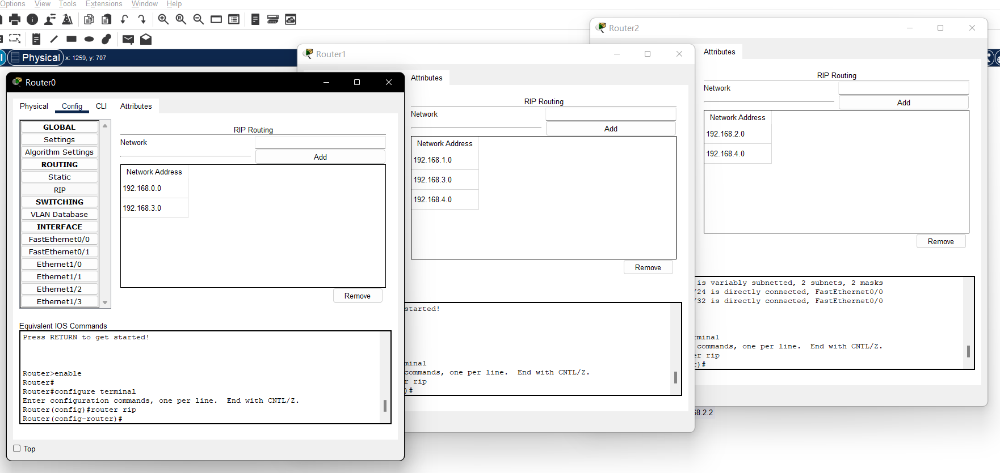 Options View Tools Extensions Window Help
Physical x: 1259, y: 707
Router0
Physical Config CLI Attributes
GLOBAL
Settings
Algorithm Settings
ROUTING
Static
RIP
SWITCHING
VLAN Database
INTERFACE
FastEthernet0/0
FastEthernet0/1
Ethernet1/0
Ethernet1/1
Ethernet1/2
Ethernet1/3
RIP Routing
Network
Add
Network Address
192.168.0.0
192.168.3.0
Remove
Equivalent IOS Commands
Press RETURN to get started!
Router>enable
Router#
Router#configure terminal
Enter configuration commands, one per line.  End with CNTL/Z.
Router(config)#router rip
Router(config-router)#
Top
Router1
Attributes
RIP Routing
Network
Add
Network Address
192.168.1.0
192.168.3.0
192.168.4.0
Remove
started!
minal
commands, one per line.  End with CNTL/Z.
r rip
)#
Router2
Attributes
RIP Routing
Network
Add
Network Address
192.168.2.0
192.168.4.0
Remove
is variably subnetted, 2 subnets, 2 masks
/24 is directly connected, FastEthernet0/0
/32 is directly connected, FastEthernet0/0
rminal
commands, one per line.  End with CNTL/Z.
er rip
r)#
68.2.2